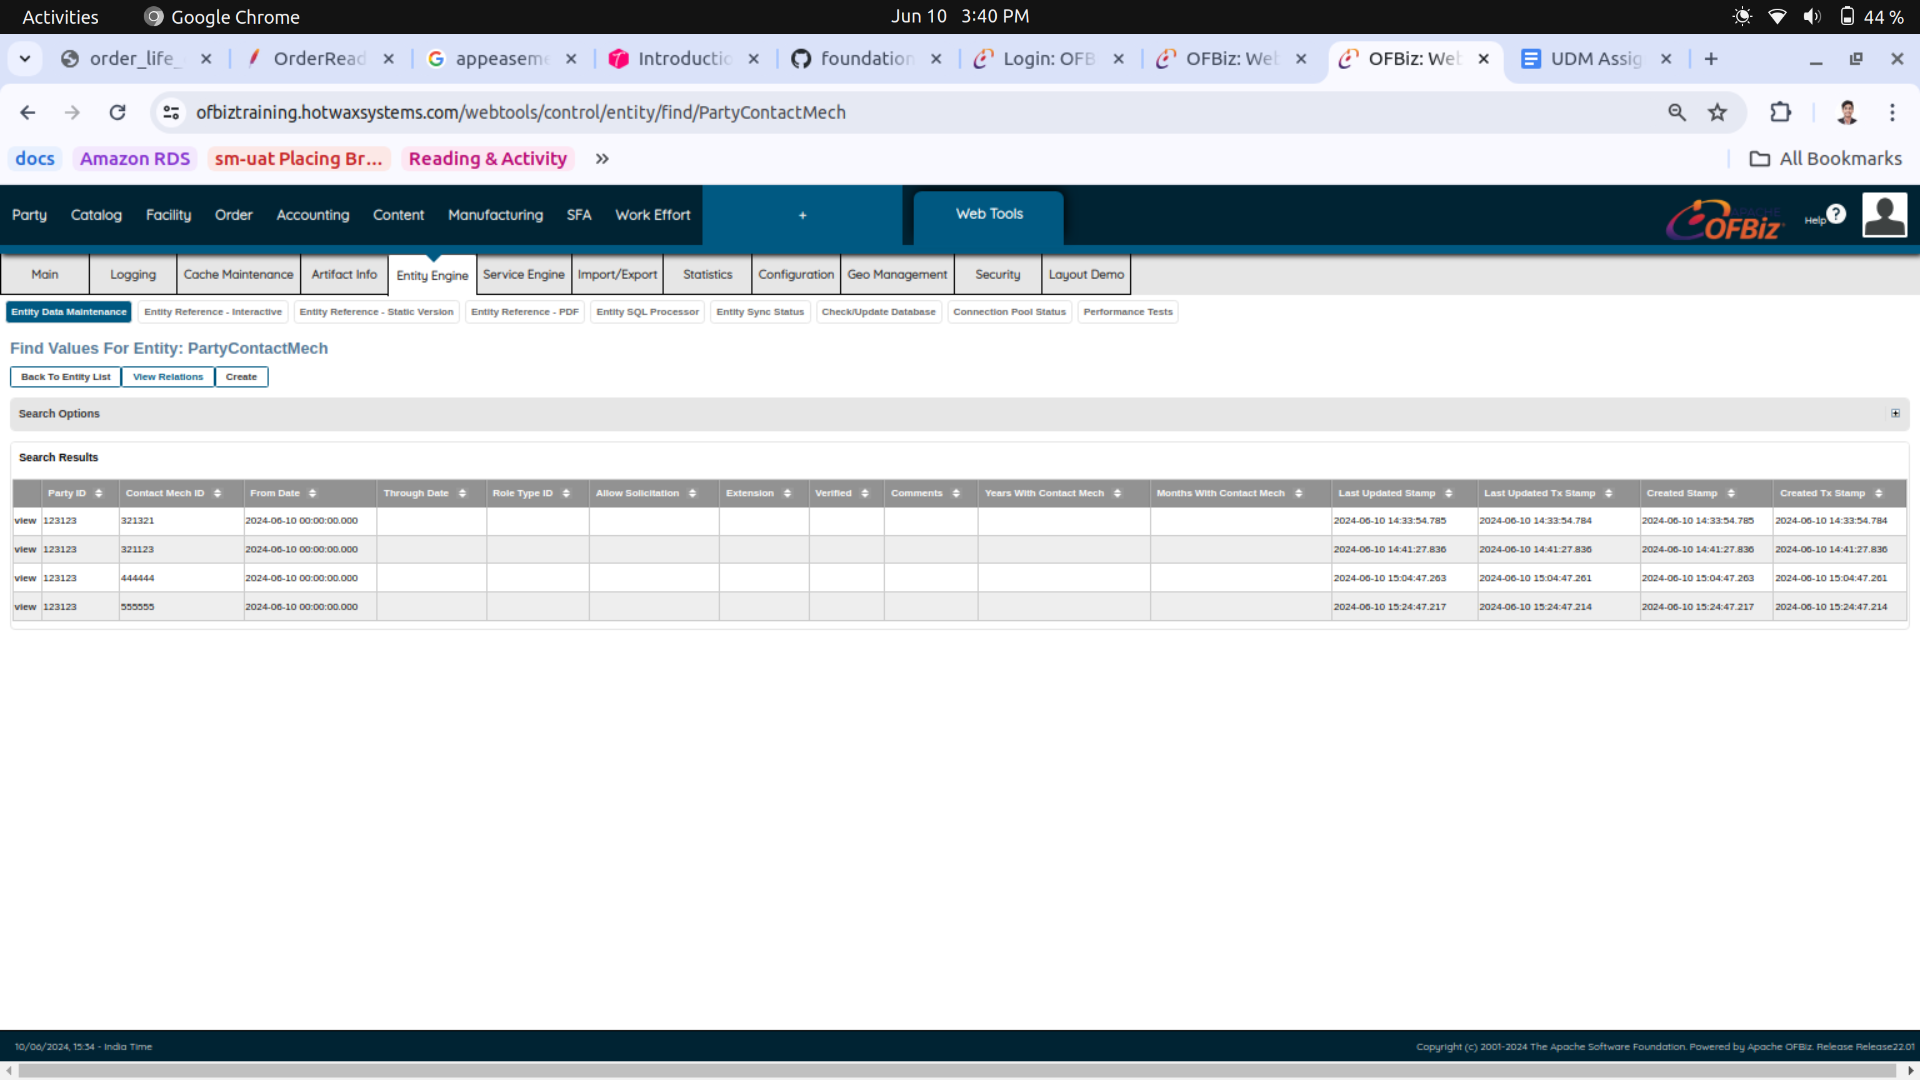 Activities Google Chrome Jun 10 3:40 PM 44 %
order_life_ OrderRead appeaseme Introductio foundation Login: OFB OFBiz: Web OFBiz: Web UDM Assig
ofbiztraining.hotwaxsystems.com/webtools/control/entity/find/PartyContactMech
docs Amazon RDS sm-uat Placing Br... Reading & Activity » All Bookmarks
Party Catalog Facility Order Accounting Content Manufacturing SFA Work Effort + Web Tools APACHE OFBiz Help ?
Main Logging Cache Maintenance Artifact Info Entity Engine Service Engine Import/Export Statistics Configuration Geo Management Security Layout Demo
Entity Data Maintenance Entity Reference - Interactive Entity Reference - Static Version Entity Reference - PDF Entity SQL Processor Entity Sync Status Check/Update Database Connection Pool Status Performance Tests
Find Values For Entity: PartyContactMech
Back To Entity List View Relations Create
Search Options
Search Results
Party ID Contact Mech ID From Date Through Date Role Type ID Allow Solicitation Extension Verified Comments Years With Contact Mech Months With Contact Mech Last Updated Stamp Last Updated Tx Stamp Created Stamp Created Tx Stamp
view 123123 321321 2024-06-10 00:00:00.000 2024-06-10 14:33:54.785 2024-06-10 14:33:54.784 2024-06-10 14:33:54.785 2024-06-10 14:33:54.784
view 123123 321123 2024-06-10 00:00:00.000 2024-06-10 14:41:27.836 2024-06-10 14:41:27.836 2024-06-10 14:41:27.836 2024-06-10 14:41:27.836
view 123123 444444 2024-06-10 00:00:00.000 2024-06-10 15:04:47.263 2024-06-10 15:04:47.261 2024-06-10 15:04:47.263 2024-06-10 15:04:47.261
view 123123 555555 2024-06-10 00:00:00.000 2024-06-10 15:24:47.217 2024-06-10 15:24:47.214 2024-06-10 15:24:47.217 2024-06-10 15:24:47.214
10/06/2024, 15:34 - India Time Copyright (c) 2001-2024 The Apache Software Foundation. Powered by Apache OFBiz. Release Release22.01